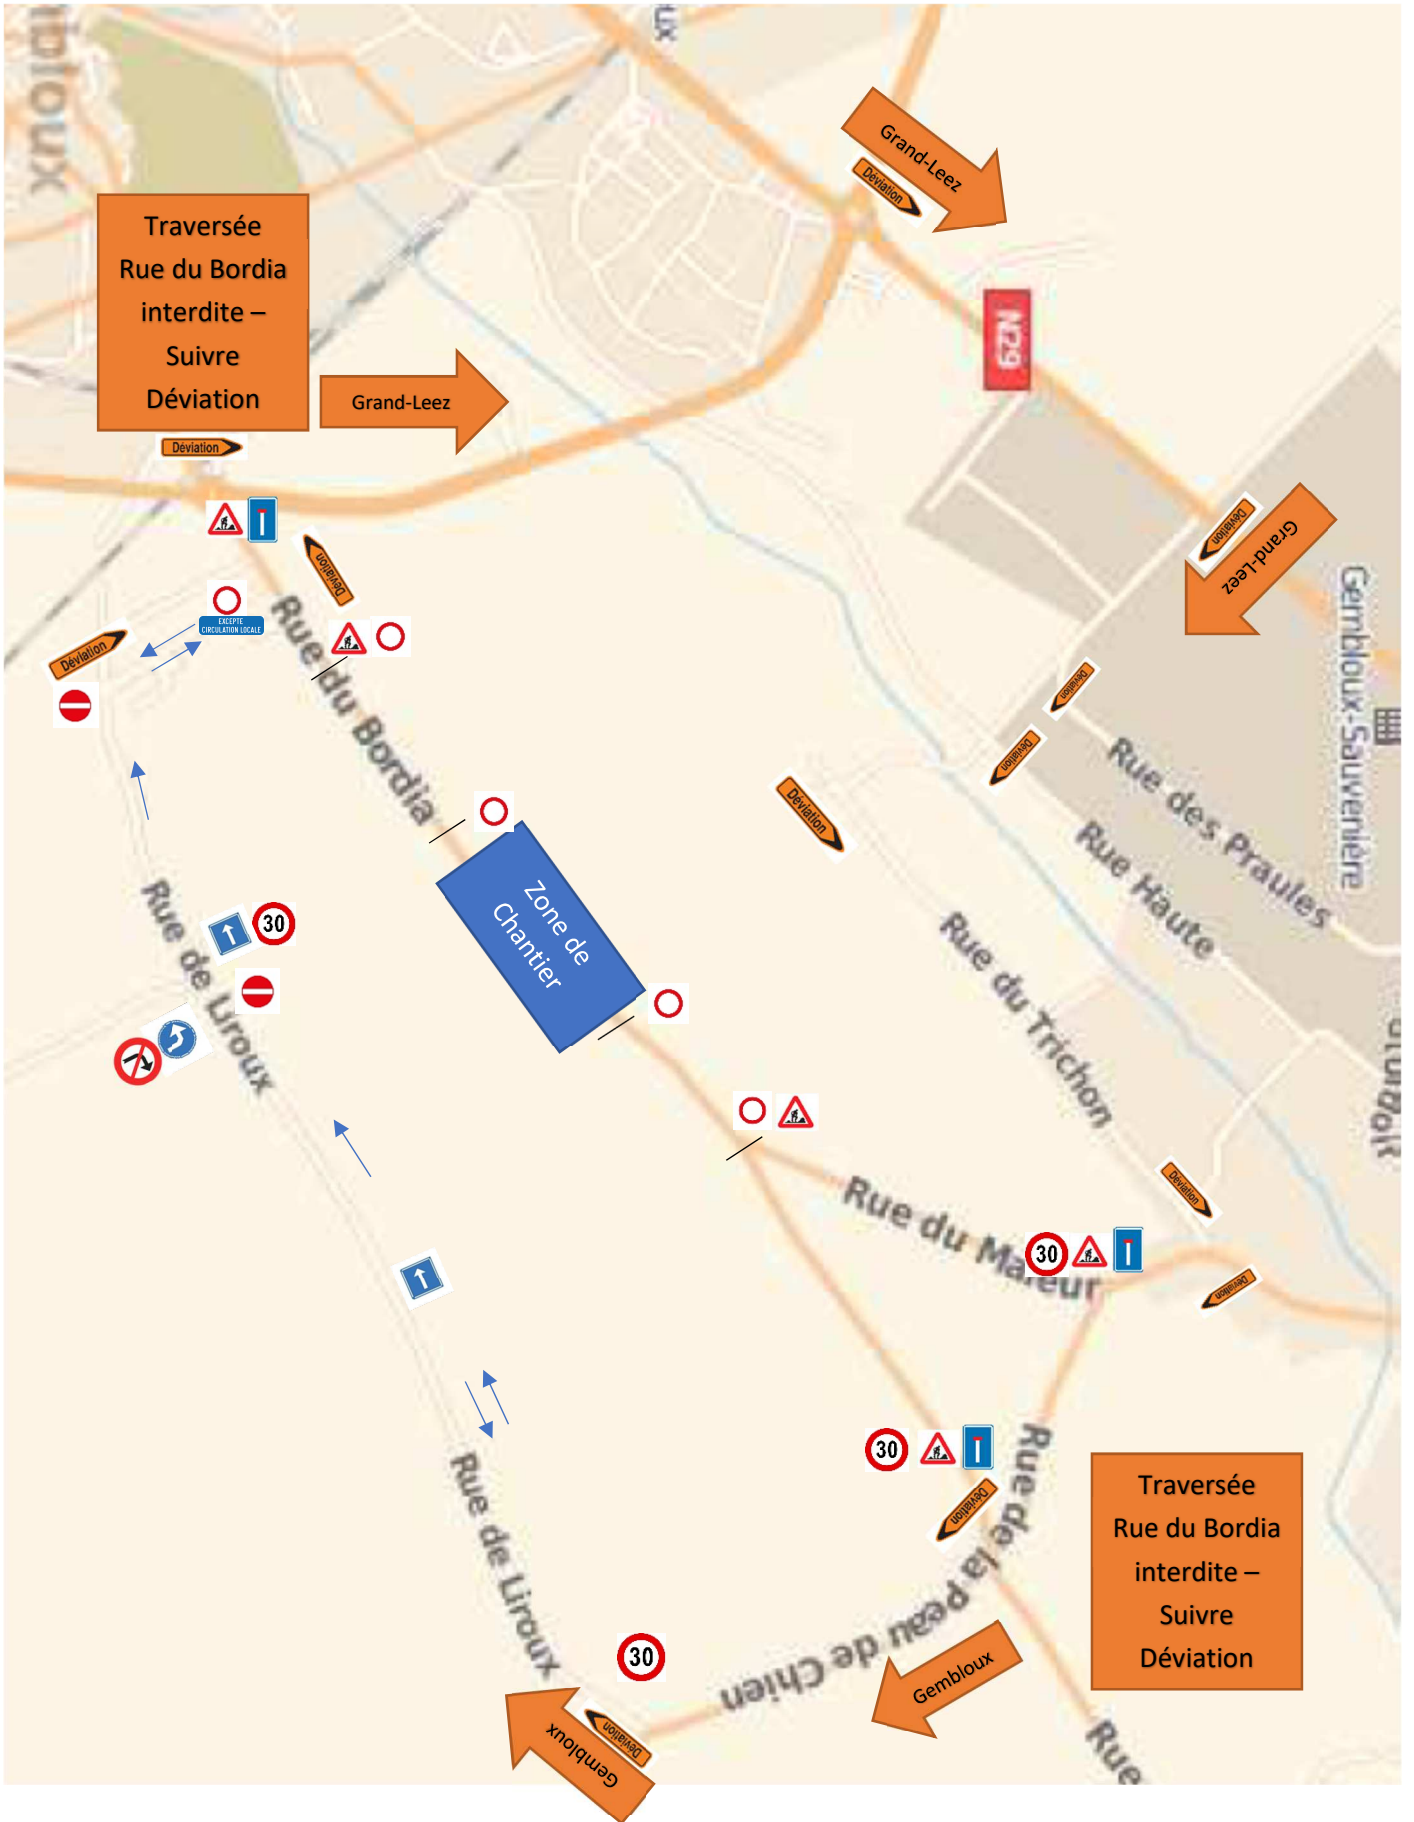 Gembloux
Grand-Leez
Déviation
Traversée
Rue du Bordia
interdite –
Suivre
Déviation
Grand-Leez
Déviation
N29
Déviation
Grand-Leez
Gembloux-Sauvenière
Déviation
EXCEPTE
CIRCULATION LOCALE
Déviation
Rue du Bordia
Déviation
Déviation
Rue des Praules
Rue Haute
Déviation
Zone de
Chantier
Rue de Liroux
30
Rue du Trichon
Rue du Maieur
30
Déviation
Déviation
30
Déviation
Rue de la Peau de Chien
Traversée
Rue du Bordia
interdite –
Suivre
Déviation
Rue de Liroux
30
Gembloux
Déviation
Gembloux
Rue